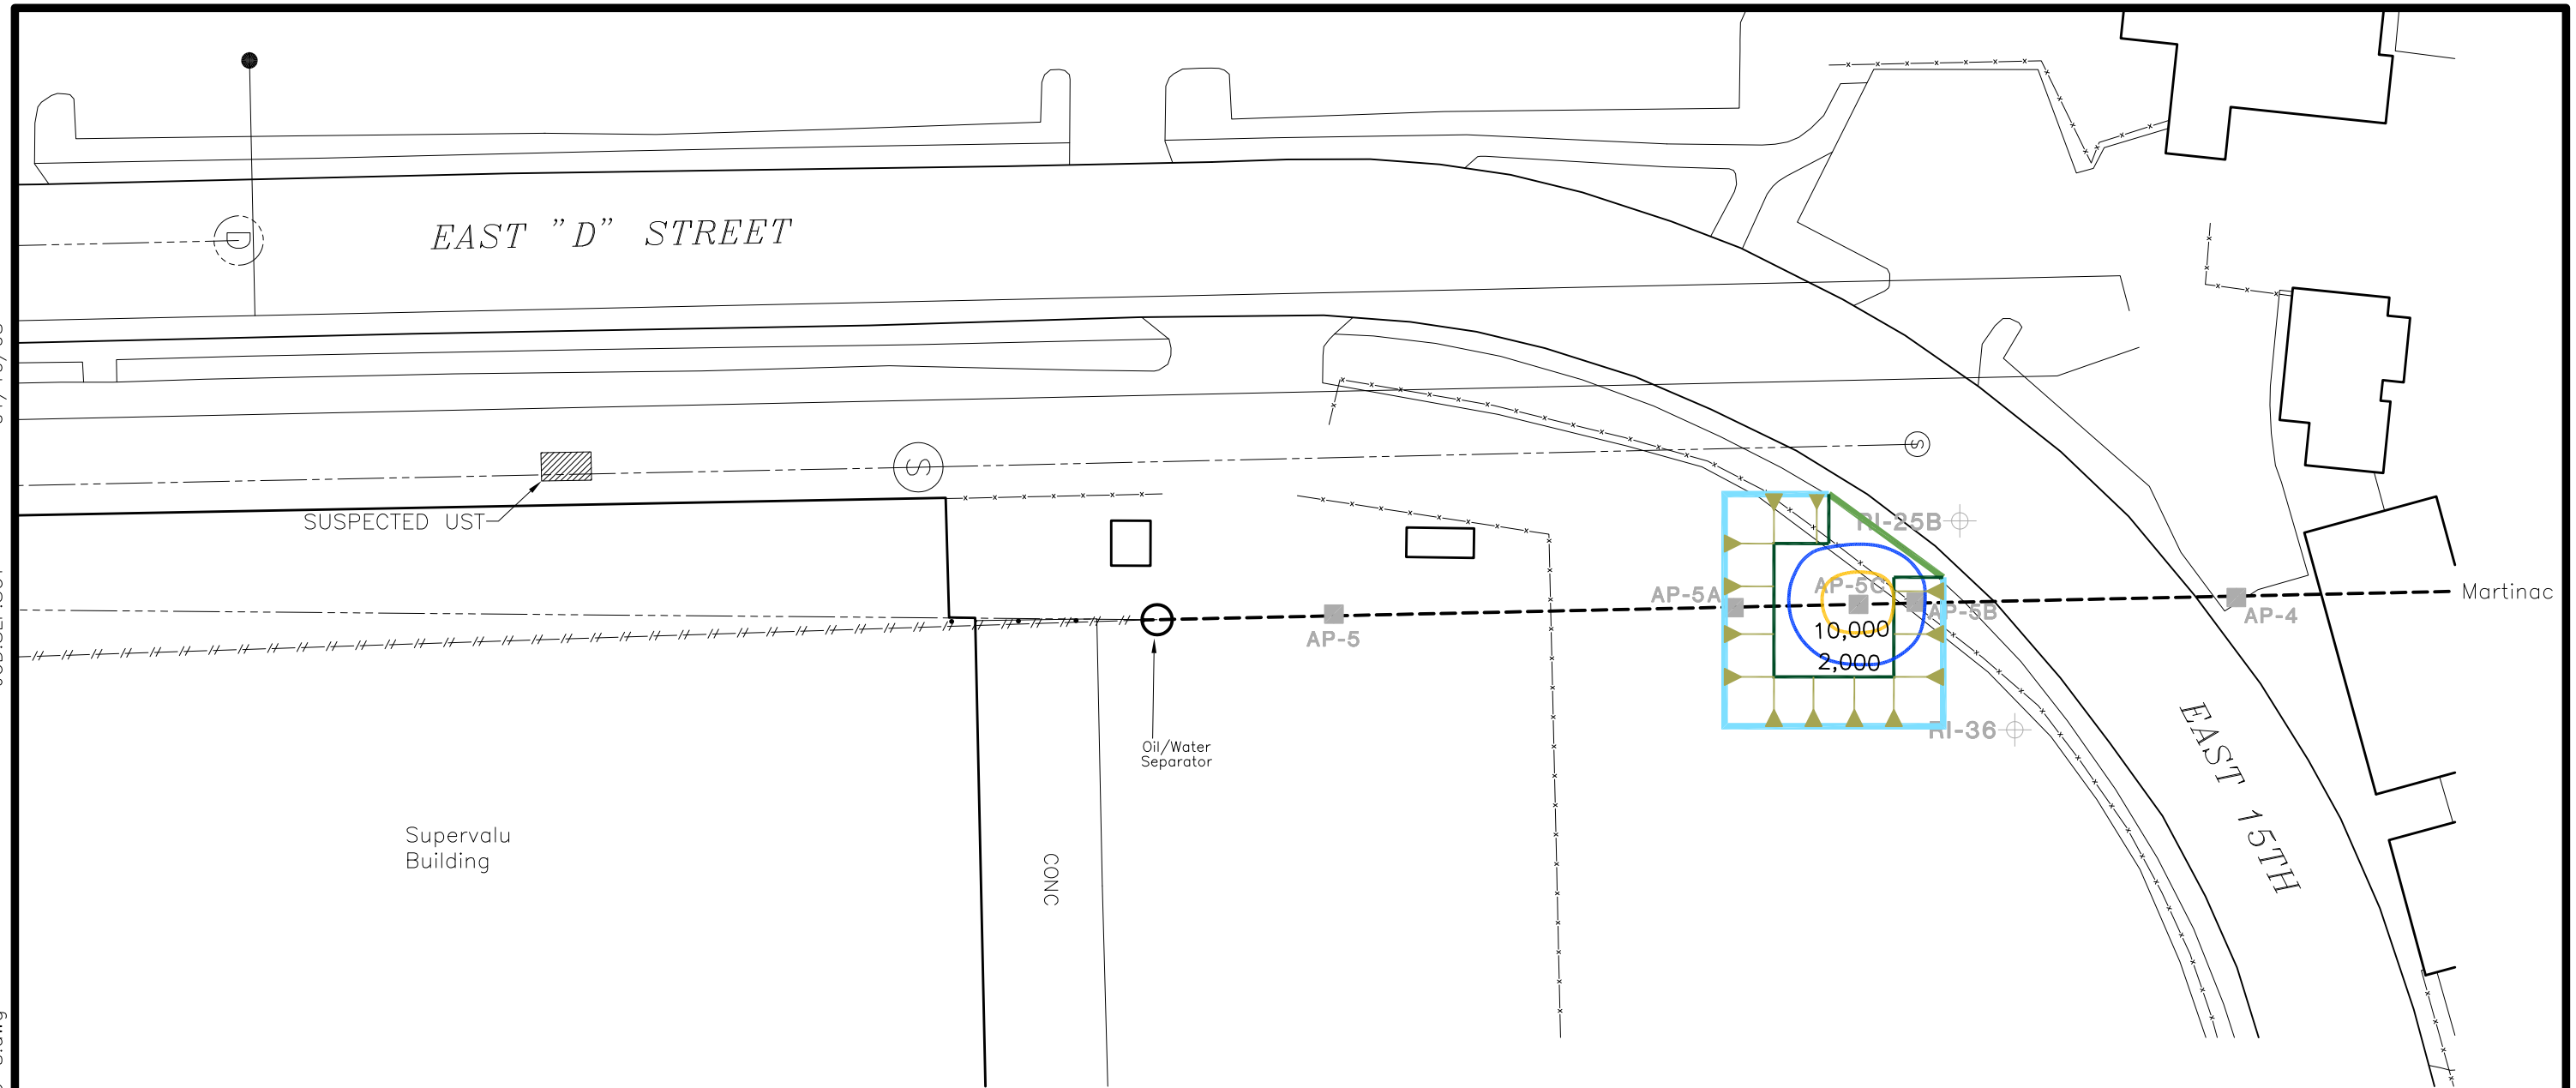 EAST "D" STREET
D
S
S
SUSPECTED UST
RI-25B
AP-5A
AP-5C
AP-5B
AP-5
AP-4
Martinac
10,000
2,000
RI-36
Oil/Water
Separator
EAST 15TH
Supervalu
Building
CONC